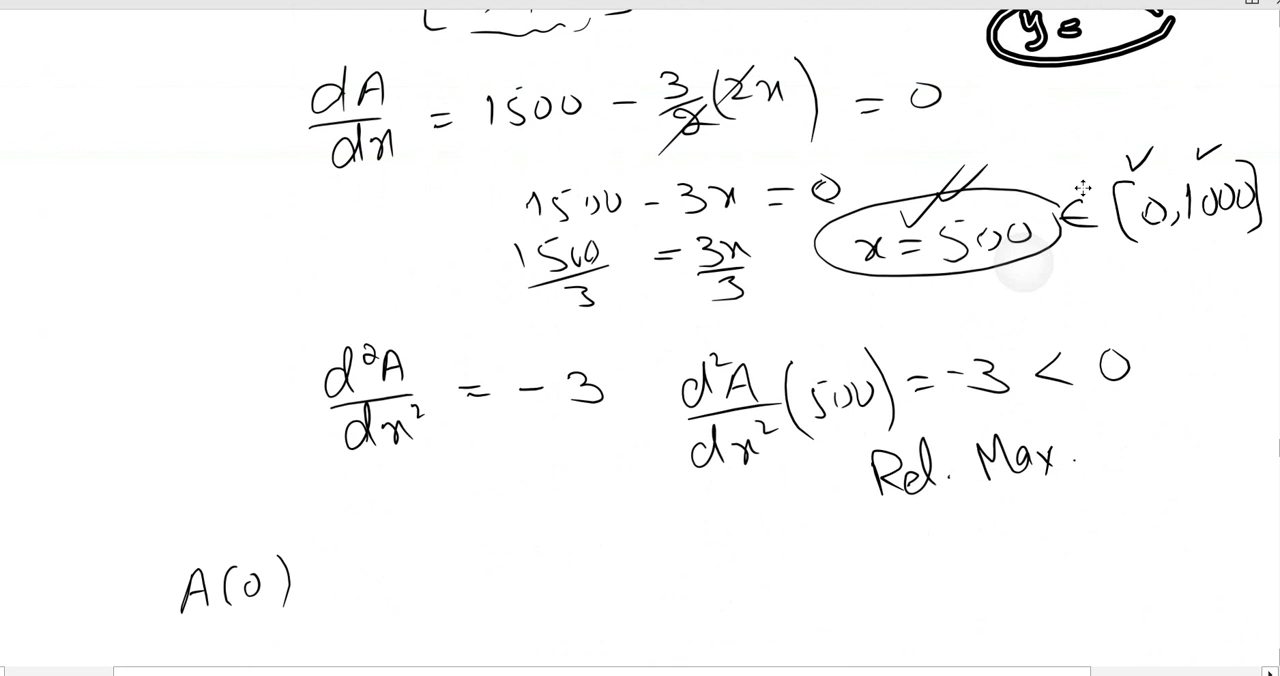 y =
dA/dx = 1500 - 3/2 (2x) = 0
1500 - 3x = 0
1500/3 = 3x/3
x = 500 ∈ [0, 1000]
d²A/dx² = -3
d²A/dx² (500) = -3 < 0
Rel. Max.
A(0)